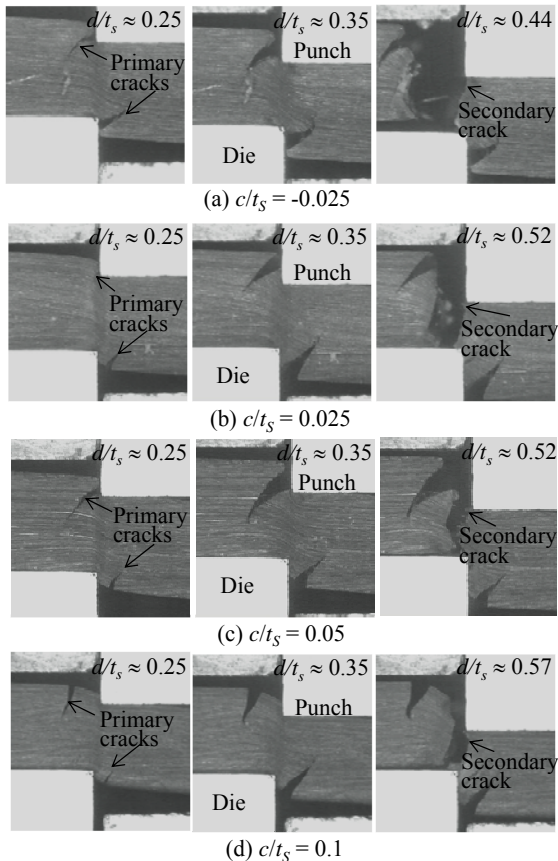 d/ts ≈ 0.25
Primary
cracks
d/ts ≈ 0.35
Punch
Die
d/ts ≈ 0.44
Secondary
crack
(a) c/tS = -0.025
d/ts ≈ 0.25
Primary
cracks
d/ts ≈ 0.35
Punch
Die
d/ts ≈ 0.52
Secondary
crack
(b) c/tS = 0.025
d/ts ≈ 0.25
Primary
cracks
d/ts ≈ 0.35
Punch
Die
d/ts ≈ 0.52
Secondary
crack
(c) c/tS = 0.05
d/ts ≈ 0.25
Primary
cracks
d/ts ≈ 0.35
Punch
Die
d/ts ≈ 0.57
Secondary
crack
(d) c/tS = 0.1